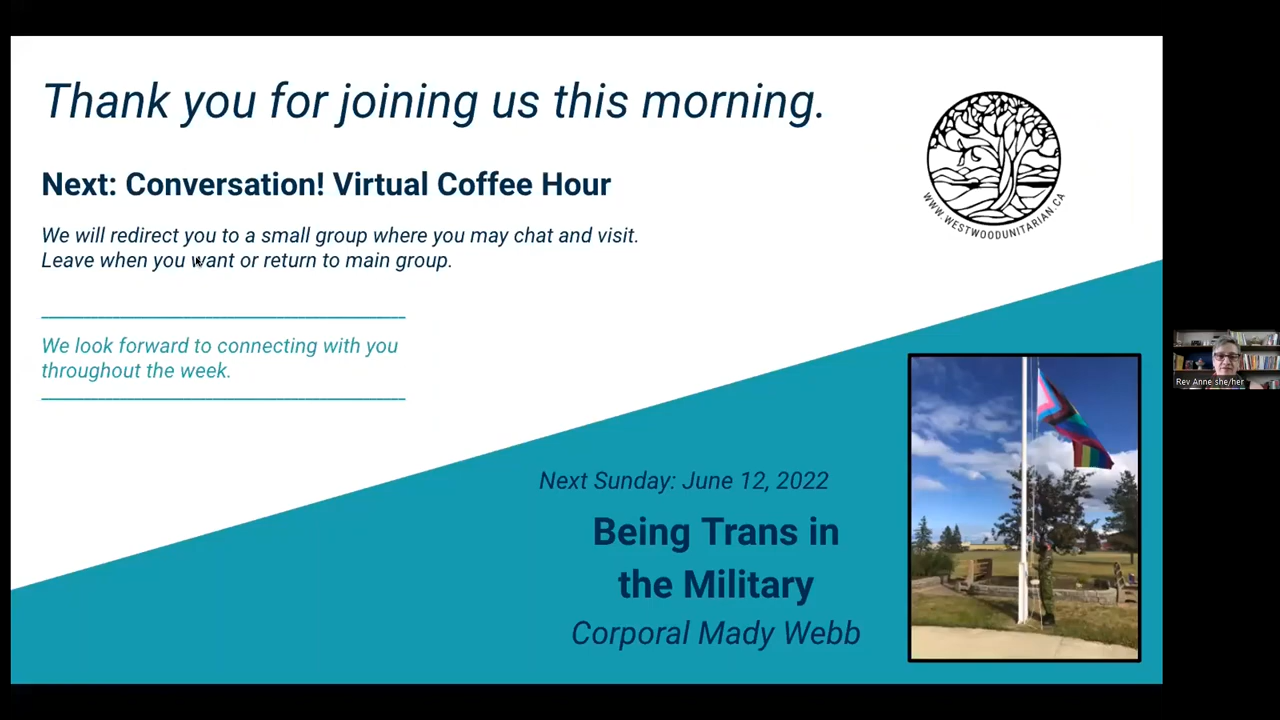 Thank you for joining us this morning.
Next: Conversation! Virtual Coffee Hour
We will redirect you to a small group where you may chat and visit.
Leave when you want or return to main group.
We look forward to connecting with you
throughout the week.
WWW.WESTWOODUNITARIAN.CA
Rev Anne she/her
Next Sunday: June 12, 2022
Being Trans in
the Military
Corporal Mady Webb